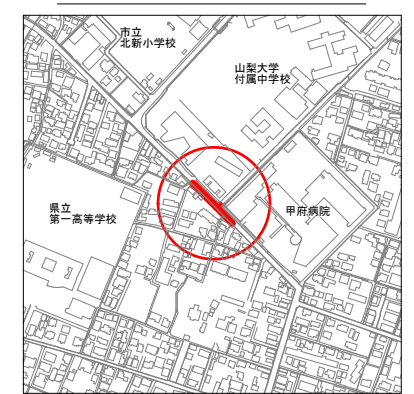 市立
北新小学校
山梨大学
付属中学校
県立
第一高等学校
甲府病院